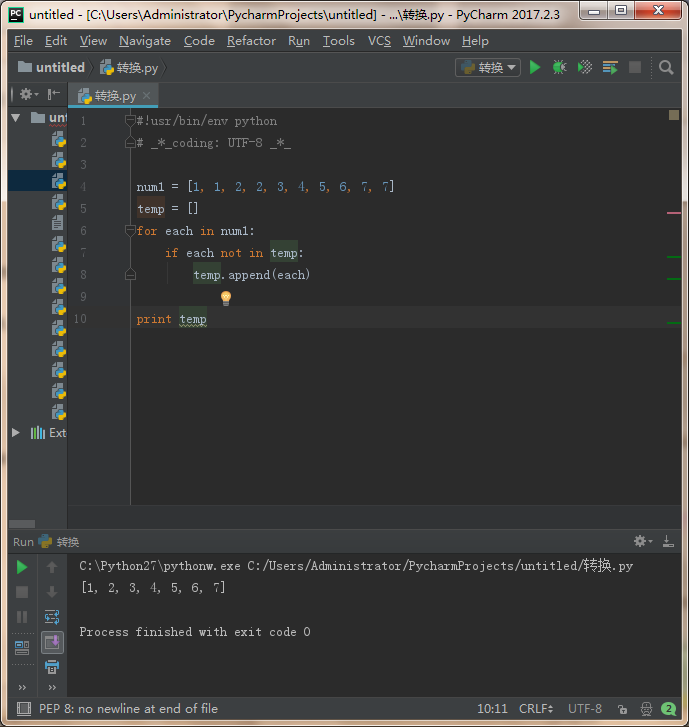 untitled - [C:\Users\Administrator\PycharmProjects\untitled] - ...\转换.py - PyCharm 2017.2.3
File Edit View Navigate Code Refactor Run Tools VCS Window Help
untitled 转换.py 转换
转换.py
unt
Ext
1 #!usr/bin/env python
2 # _*_coding: UTF-8 _*_
3
4 num1 = [1, 1, 2, 2, 3, 4, 5, 6, 7, 7]
5 temp = []
6 for each in num1:
7 if each not in temp:
8 temp.append(each)
9
10 print temp
Run 转换
C:\Python27\pythonw.exe C:/Users/Administrator/PycharmProjects/untitled/转换.py
[1, 2, 3, 4, 5, 6, 7]
Process finished with exit code 0
PEP 8: no newline at end of file 10:11 CRLF UTF-8 2